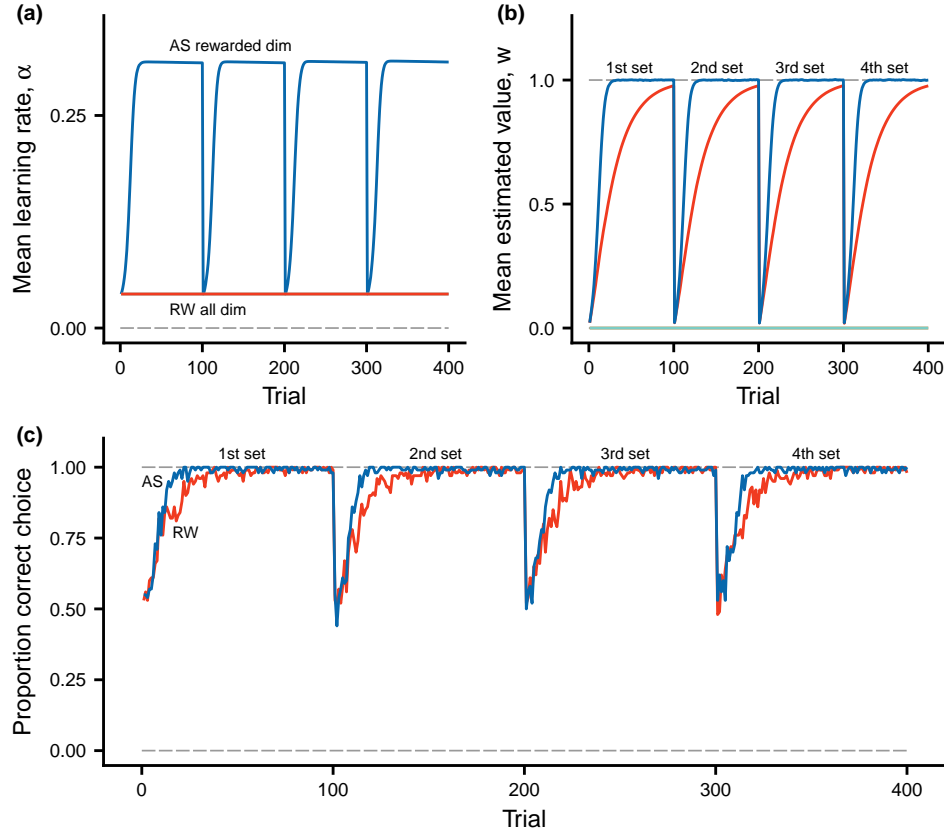 (a)
AS rewarded dim
RW all dim
Mean learning rate, α
0.25
0.00
0 100 200 300 400
Trial
(b)
1st set 2nd set 3rd set 4th set
Mean estimated value, w
1.0
0.5
0.0
0 100 200 300 400
Trial
(c)
1st set 2nd set 3rd set 4th set
AS
RW
Proportion correct choice
1.00
0.75
0.50
0.25
0.00
0 100 200 300 400
Trial